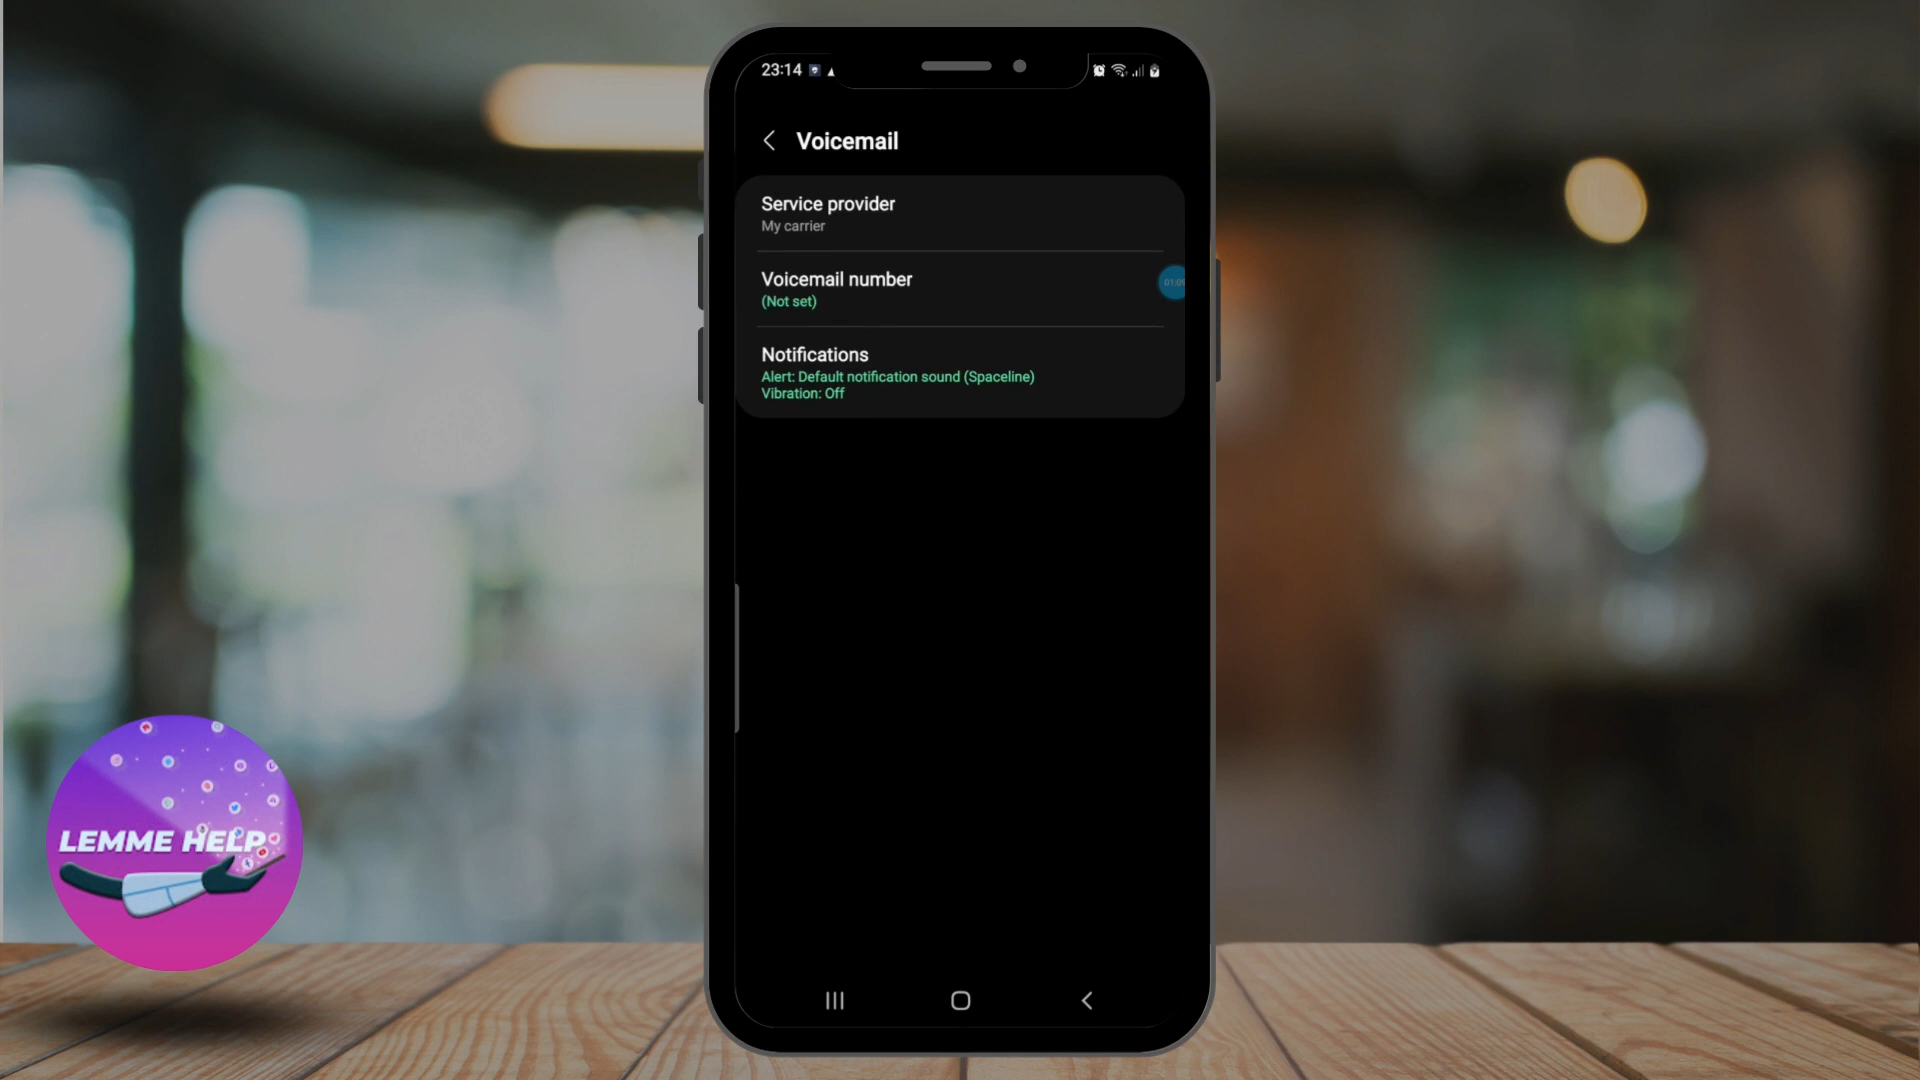 23:14
Voicemail
Service provider
My carrier
Voicemail number
(Not set)
Notifications
Alert: Default notification sound (Spaceline)
Vibration: Off
LEMME HELP